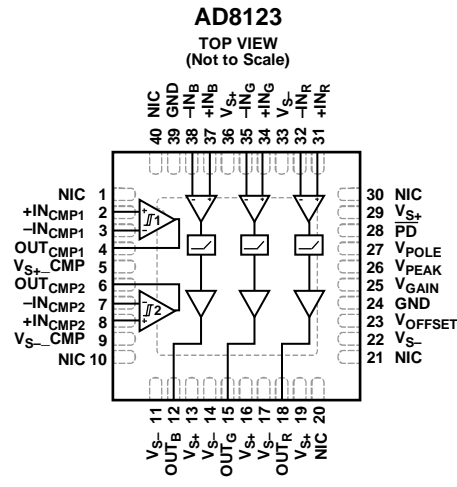 AD8123
TOP VIEW
(Not to Scale)
40 NIC
39 GND
38 –INB
37 +INB
36 VS+
35 –ING
34 +ING
33 VS–
32 –INR
31 +INR
NIC 1
+INCMP1 2
–INCMP1 3
OUTCMP1 4
VS+_CMP 5
OUTCMP2 6
–INCMP2 7
+INCMP2 8
VS–_CMP 9
NIC 10
+
–
1
–
+
2
– +
– +
– +
30 NIC
29 VS+
28 PD
27 VPOLE
26 VPEAK
25 VGAIN
24 GND
23 VOFFSET
22 VS–
21 NIC
VS– 11
OUTB 12
VS+ 13
VS– 14
OUTG 15
VS+ 16
VS– 17
OUTR 18
VS+ 19
NIC 20